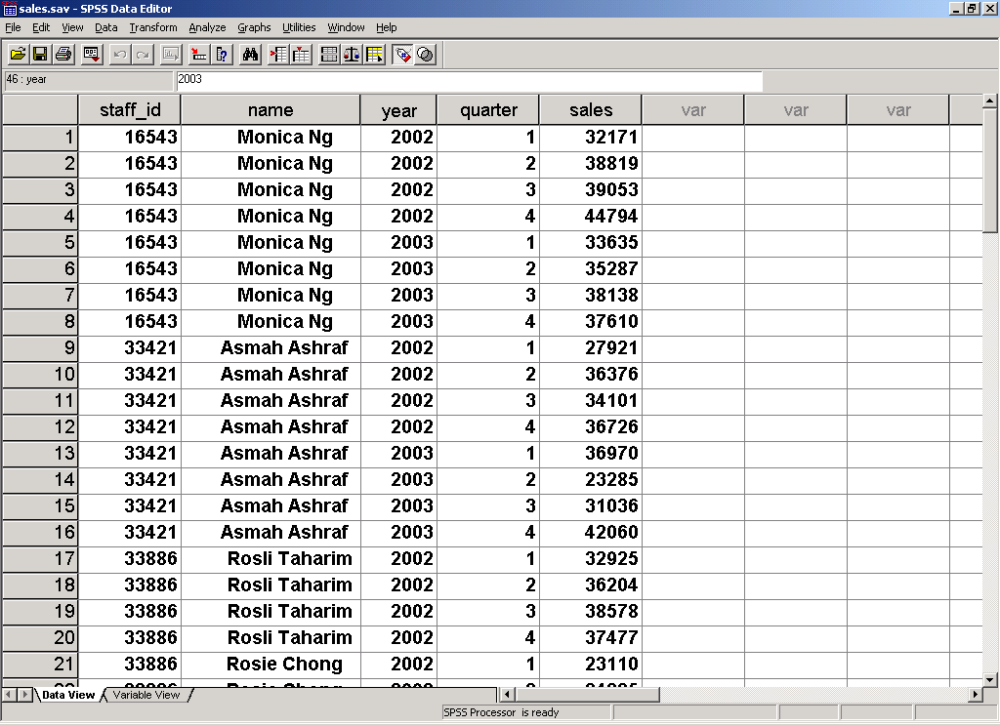 sales.sav - SPSS Data Editor
File Edit View Data Transform Analyze Graphs Utilities Window Help
46 : year 2003
staff_id name year quarter sales var var var
1 16543 Monica Ng 2002 1 32171
2 16543 Monica Ng 2002 2 38819
3 16543 Monica Ng 2002 3 39053
4 16543 Monica Ng 2002 4 44794
5 16543 Monica Ng 2003 1 33635
6 16543 Monica Ng 2003 2 35287
7 16543 Monica Ng 2003 3 38138
8 16543 Monica Ng 2003 4 37610
9 33421 Asmah Ashraf 2002 1 27921
10 33421 Asmah Ashraf 2002 2 36376
11 33421 Asmah Ashraf 2002 3 34101
12 33421 Asmah Ashraf 2002 4 36726
13 33421 Asmah Ashraf 2003 1 36970
14 33421 Asmah Ashraf 2003 2 23285
15 33421 Asmah Ashraf 2003 3 31036
16 33421 Asmah Ashraf 2003 4 42060
17 33886 Rosli Taharim 2002 1 32925
18 33886 Rosli Taharim 2002 2 36204
19 33886 Rosli Taharim 2002 3 38578
20 33886 Rosli Taharim 2002 4 37477
21 33886 Rosie Chong 2002 1 23110
Data View Variable View
SPSS Processor is ready